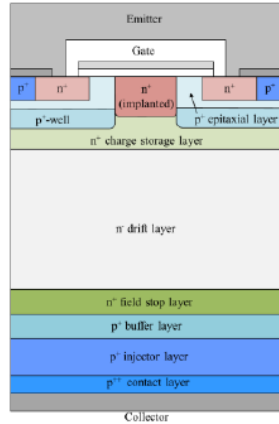 Emitter
Gate
p⁺ n⁺ n⁺ n⁺ p⁺
(implanted)
p⁺-well p⁺ epitaxial layer
n⁺ charge storage layer
n⁻ drift layer
n⁺ field stop layer
p⁺ buffer layer
p⁺ injector layer
p⁺⁺ contact layer
Collector